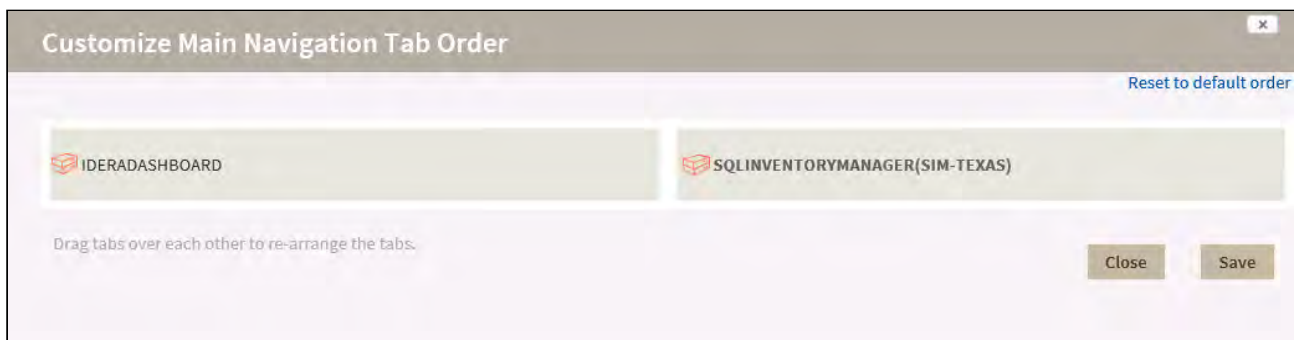 Customize Main Navigation Tab Order
x
Reset to default order
IDERADASHBOARD
SQLINVENTORYMANAGER(SIM-TEXAS)
Drag tabs over each other to re-arrange the tabs.
Close
Save